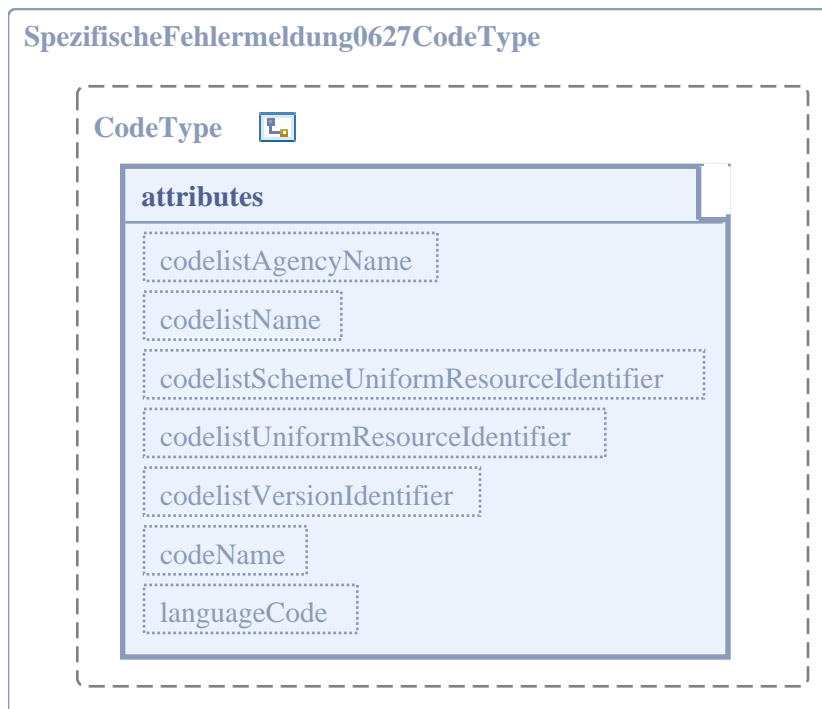 SpezifischeFehlermeldung0627CodeType
CodeType
attributes
codelistAgencyName
codelistName
codelistSchemeUniformResourceIdentifier
codelistUniformResourceIdentifier
codelistVersionIdentifier
codeName
languageCode